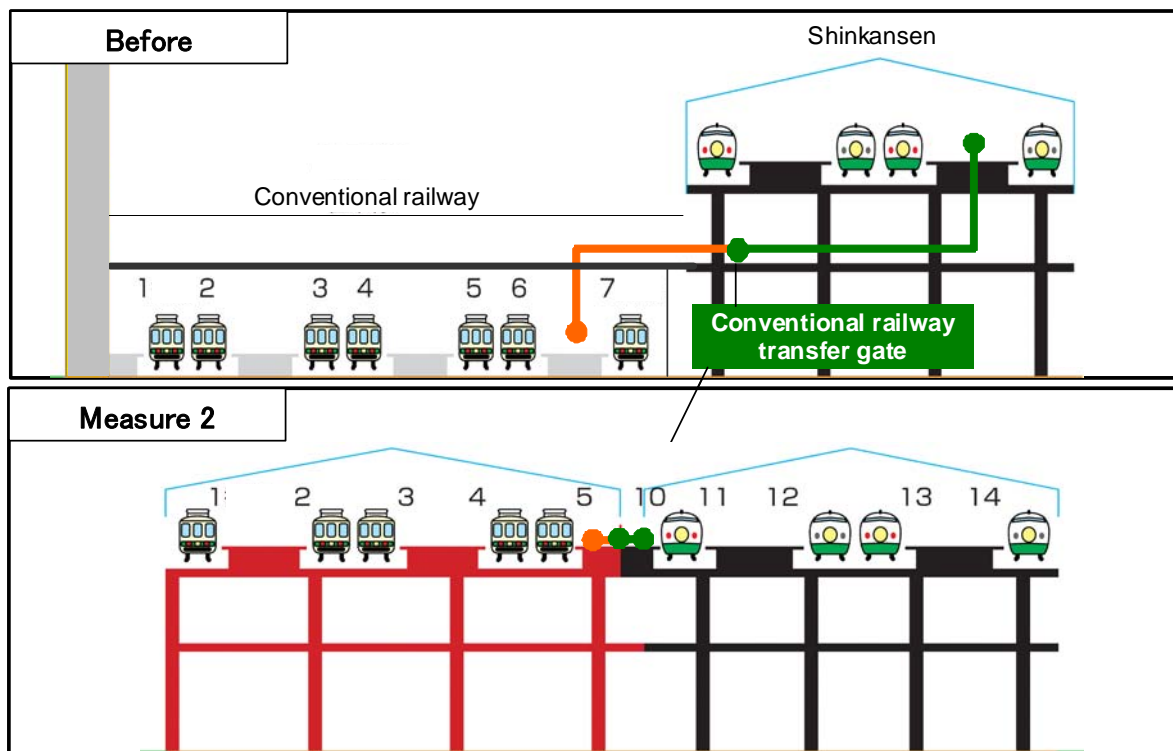 Before
Shinkansen
Conventional railway
1 2 3 4 5 6 7
Conventional railway
transfer gate
Measure 2
1 2 3 4 5 10 11 12 13 14